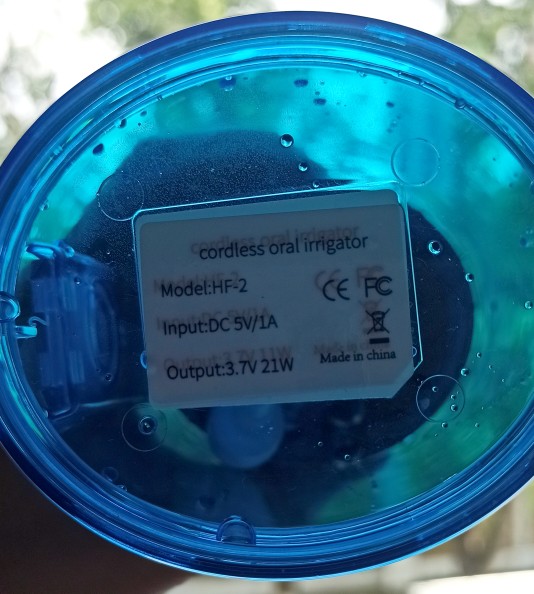 cordless oral irrigator
Model:HF-2
CE FC
Input:DC 5V/1A
Output:3.7V 21W
Made in china